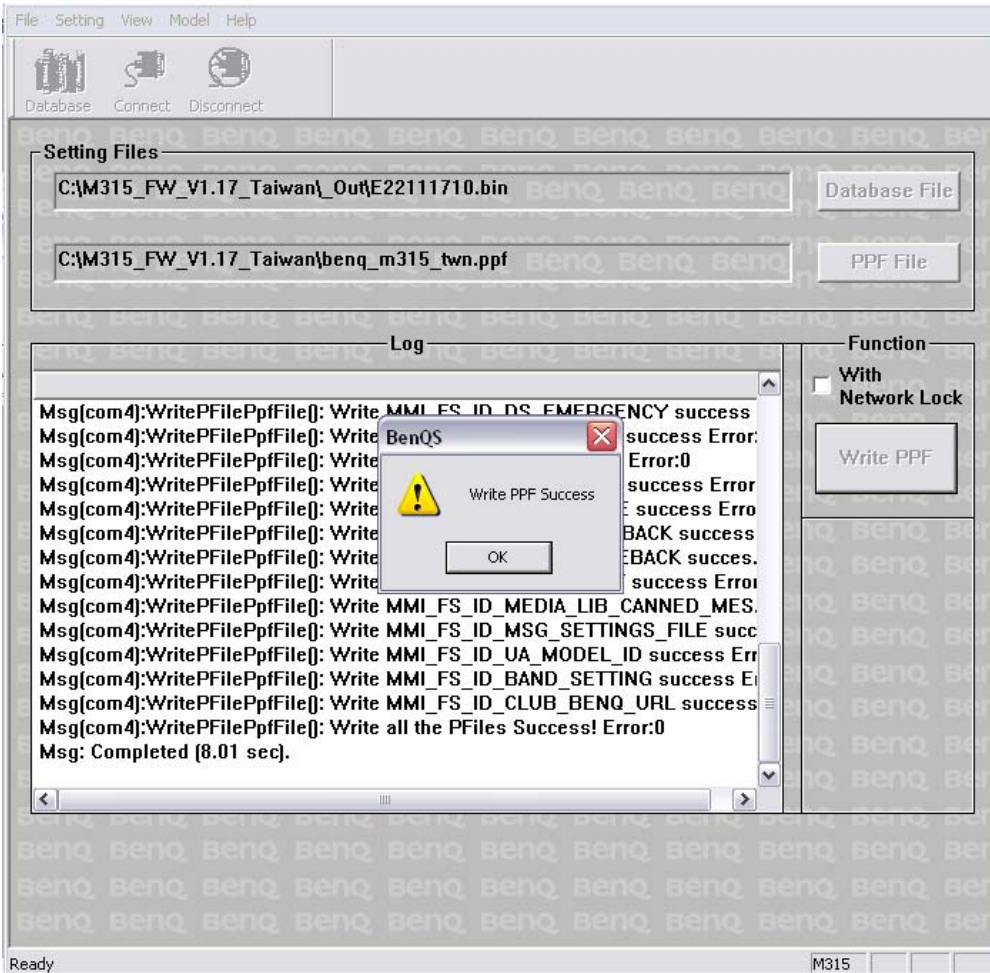 File Setting View Model Help
Database Connect Disconnect
Setting Files
C:\M315_FW_V1.17_Taiwan\_Out\E22111710.bin
Database File
C:\M315_FW_V1.17_Taiwan\benq_m315_twn.ppf
PPF File
Log
Function
With
Network Lock
Write PPF
Msg(com4):WritePFilePpfFile(): Write MMI_FS_ID_DS_EMERGENCY success
Msg(com4):WritePFilePpfFile(): Write success Error:
Msg(com4):WritePFilePpfFile(): Write Error:0
Msg(com4):WritePFilePpfFile(): Write success Error
Msg(com4):WritePFilePpfFile(): Write success Erro
Msg(com4):WritePFilePpfFile(): Write BACK success
Msg(com4):WritePFilePpfFile(): Write EBACK succes.
Msg(com4):WritePFilePpfFile(): Write success Error
Msg(com4):WritePFilePpfFile(): Write MMI_FS_ID_MEDIA_LIB_CANNED_MES.
Msg(com4):WritePFilePpfFile(): Write MMI_FS_ID_MSG_SETTINGS_FILE succ
Msg(com4):WritePFilePpfFile(): Write MMI_FS_ID_UA_MODEL_ID success Err
Msg(com4):WritePFilePpfFile(): Write MMI_FS_ID_BAND_SETTING success E
Msg(com4):WritePFilePpfFile(): Write MMI_FS_ID_CLUB_BENQ_URL success
Msg(com4):WritePFilePpfFile(): Write all the PFiles Success! Error:0
Msg: Completed (8.01 sec).
BenQS
Write PPF Success
OK
Ready
M315